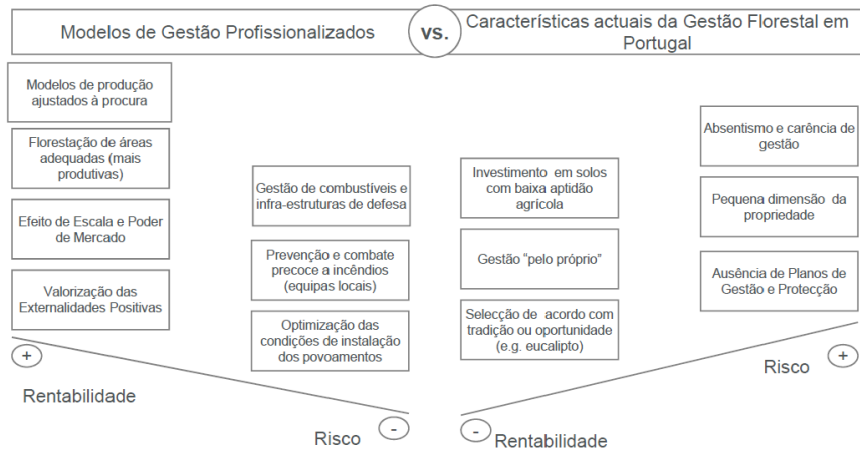 Modelos de Gestão Profissionalizados
vs.
Características actuais da Gestão Florestal em
Portugal
Modelos de produção
ajustados à procura
Florestação de áreas
adequadas (mais
produtivas)
Efeito de Escala e Poder
de Mercado
Valorização das
Externalidades Positivas
Gestão de combustíveis e
infra-estruturas de defesa
Prevenção e combate
precoce a incêndios
(equipas locais)
Optimização das
condições de instalação
dos povoamentos
Investimento em solos
com baixa aptidão
agrícola
Gestão "pelo próprio"
Selecção de acordo com
tradição ou oportunidade
(e.g. eucalipto)
Absentismo e carência de
gestão
Pequena dimensão da
propriedade
Ausência de Planos de
Gestão e Protecção
+
Rentabilidade
Risco
-
-
Rentabilidade
Risco
+